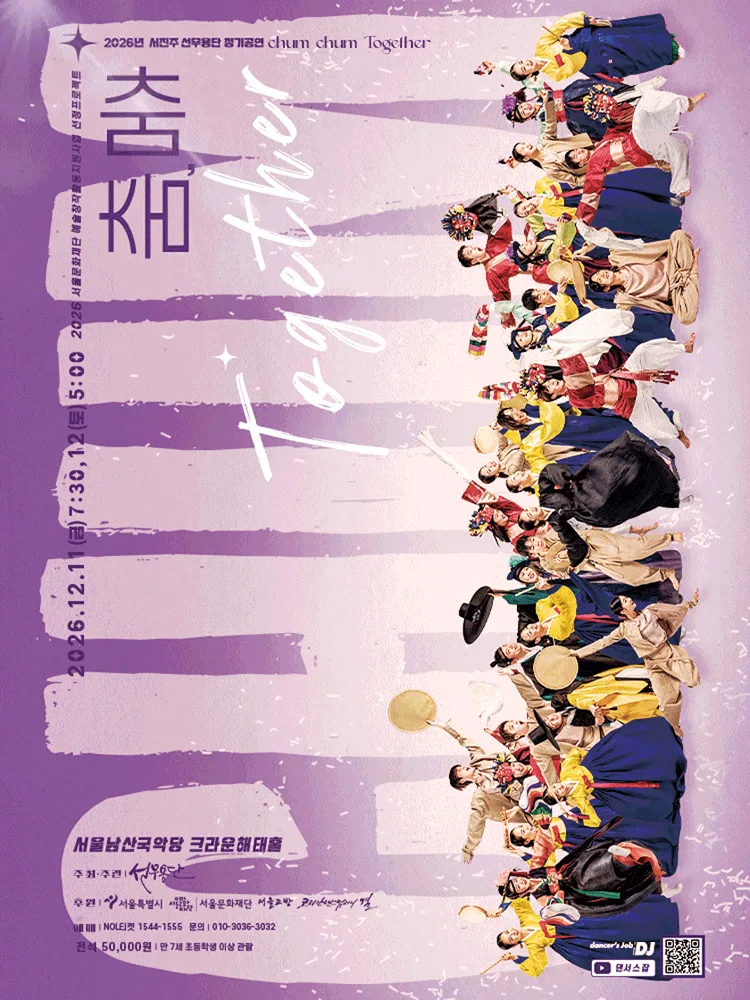 2026년 서진주 선무용단 정기공연 chum chum Together
춤, 춤
Together
CHUM
2026 서울문화재단 예술창작활동지원사업 선정프로젝트
2026.12.11 (금) 7:30, 12 (토) 5:00
서울남산국악당 크라운해태홀
주최·주관 | 선무용단
후원 | 서울특별시 서울문화재단 서울교방
NOL티켓 1544-1555 문의 | 010-3036-3032
전석 50,000원 | 만 7세 초등학생 이상 관람
dancer's Job DJ
댄서스잡